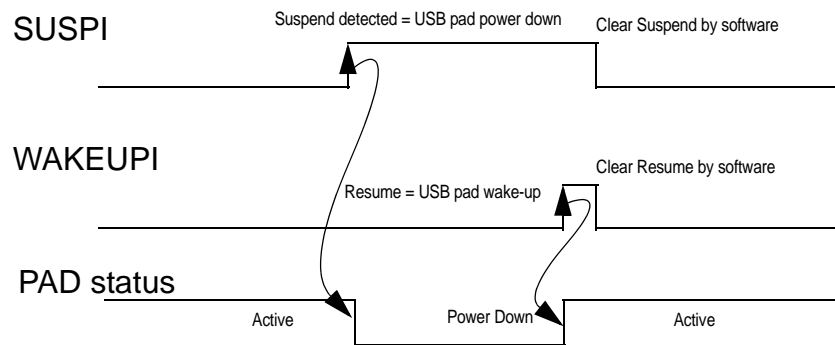 SUSPI
Suspend detected = USB pad power down
Clear Suspend by software
WAKEUPI
Resume = USB pad wake-up
Clear Resume by software
PAD status
Active
Power Down
Active